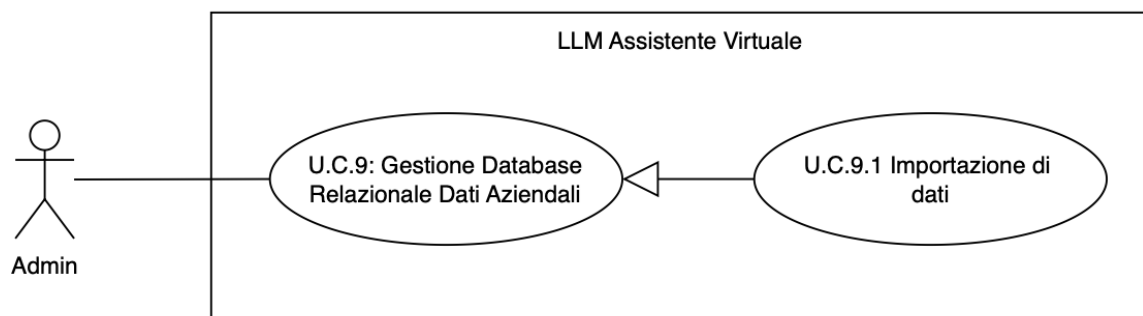 LLM Assistente Virtuale
U.C.9: Gestione Database
Relazionale Dati Aziendali
U.C.9.1 Importazione di
dati
Admin